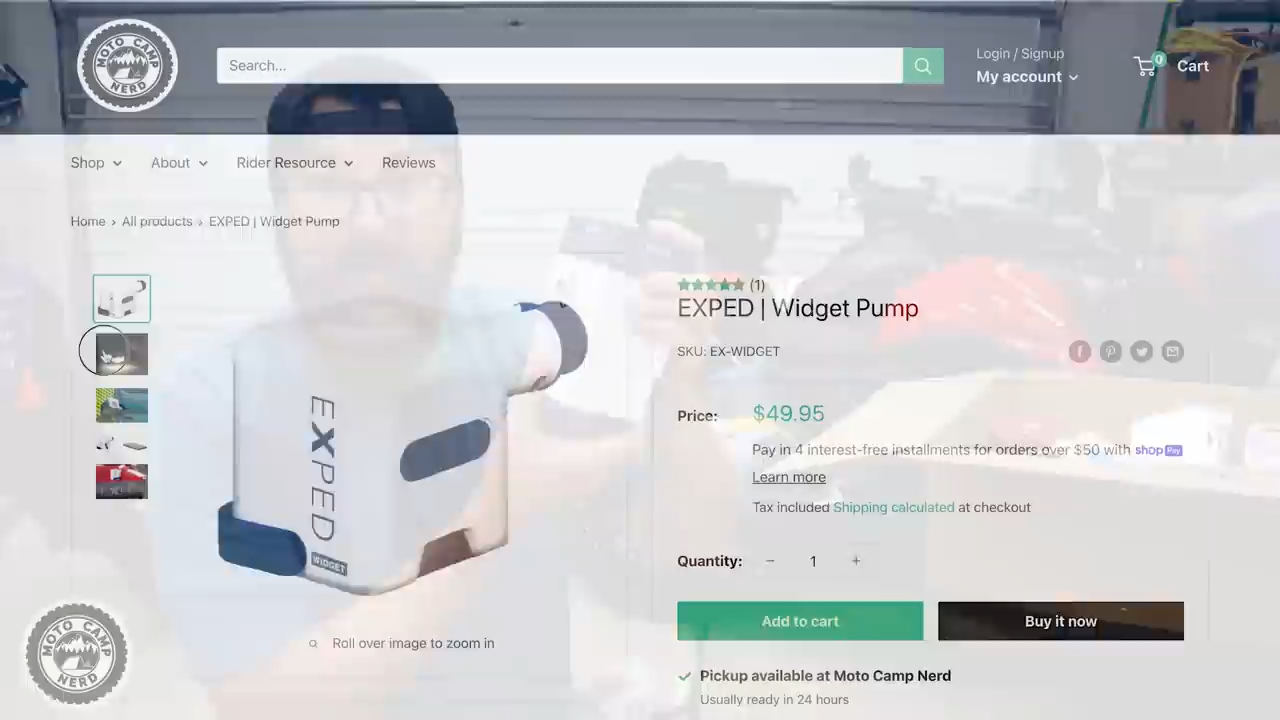 MOTO CAMP
NERD
Search...
Login / Signup
My account
0
Cart
Shop
About
Rider Resource
Reviews
Home › All products › EXPED | Widget Pump
(1)
EXPED | Widget Pump
SKU: EX-WIDGET
Price: $49.95
Pay in 4 interest-free installments for orders over $50 with shop Pay
Learn more
Tax included Shipping calculated at checkout
Quantity: − 1 +
Add to cart
Buy it now
EXPED
WIDGET
Roll over image to zoom in
Pickup available at Moto Camp Nerd
Usually ready in 24 hours
MOTO CAMP
NERD